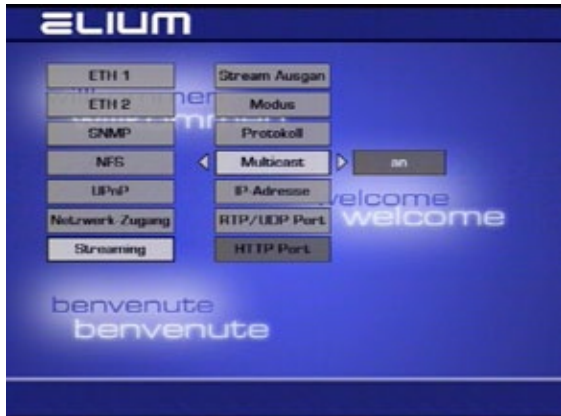 ELIUM
ETH 1
ETH 2
SNMP
NFS
UPnP
Netzwerk-Zugang
Streaming
Stream Ausgan
Modus
Protokoll
Multicast
an
IP-Adresse
RTP/UDP Port
HTTP Port
welcome
welcome
benvenute
benvenute